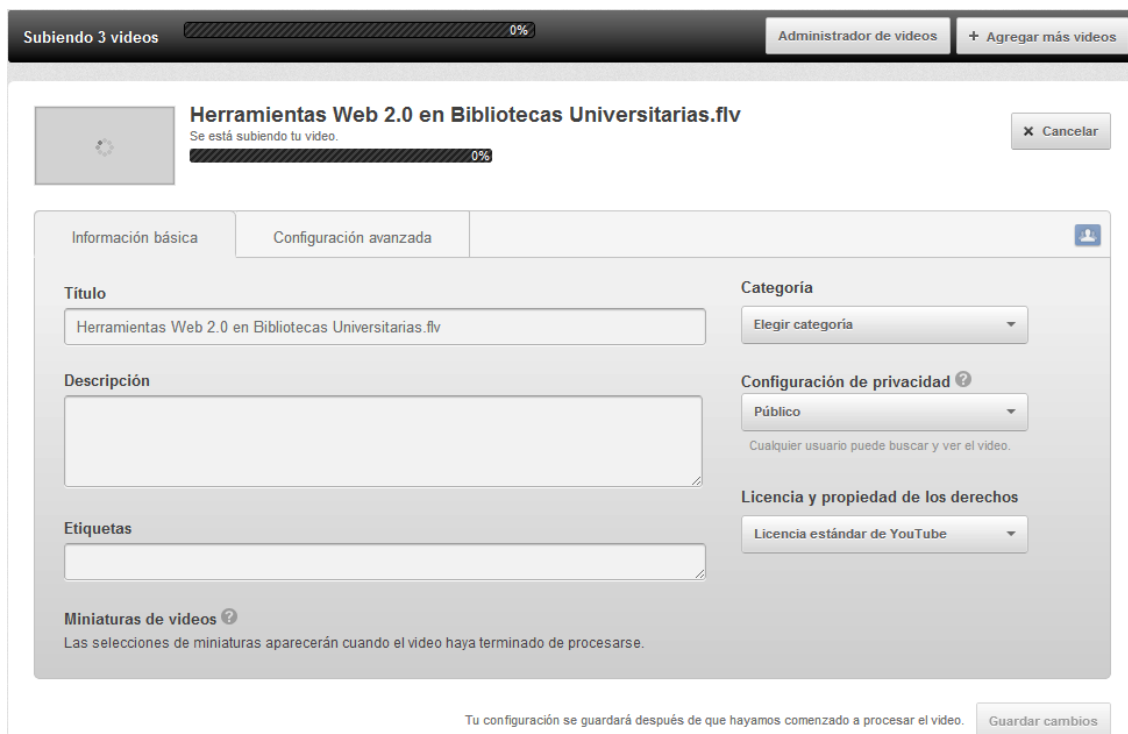 Subiendo 3 videos
0%
Administrador de videos
+ Agregar más videos
Herramientas Web 2.0 en Bibliotecas Universitarias.flv
Se está subiendo tu video.
0%
× Cancelar
Información básica
Configuración avanzada
Título
Herramientas Web 2.0 en Bibliotecas Universitarias.flv
Categoría
Elegir categoría
Descripción
Configuración de privacidad ?
Público
Cualquier usuario puede buscar y ver el video.
Licencia y propiedad de los derechos
Licencia estándar de YouTube
Etiquetas
Miniaturas de videos ?
Las selecciones de miniaturas aparecerán cuando el video haya terminado de procesarse.
Tu configuración se guardará después de que hayamos comenzado a procesar el video.
Guardar cambios